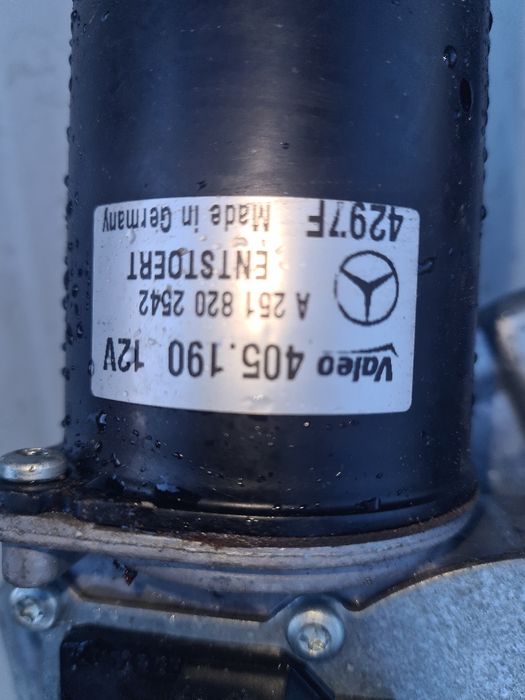 Valeo 405.190 12V
A 251 820 2542
ENTSTOERT
4297F Made in Germany